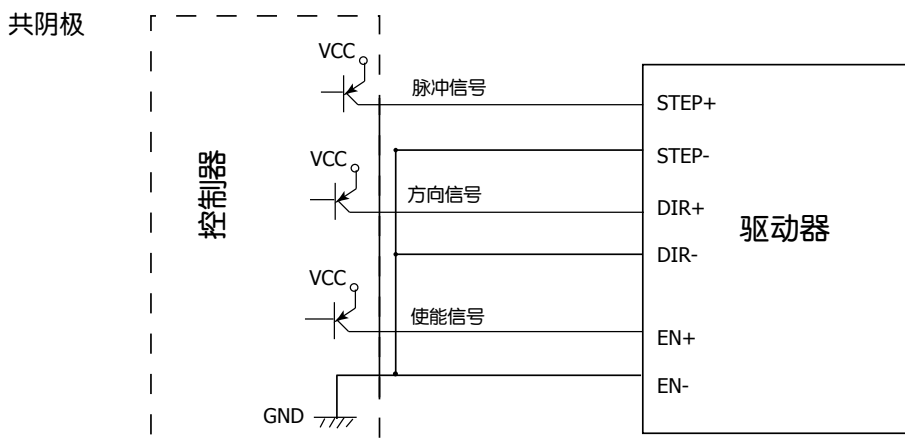 共阴极
VCC
脉冲信号
STEP+
STEP-
VCC
方向信号
DIR+
控制器
驱动器
DIR-
VCC
使能信号
EN+
EN-
GND